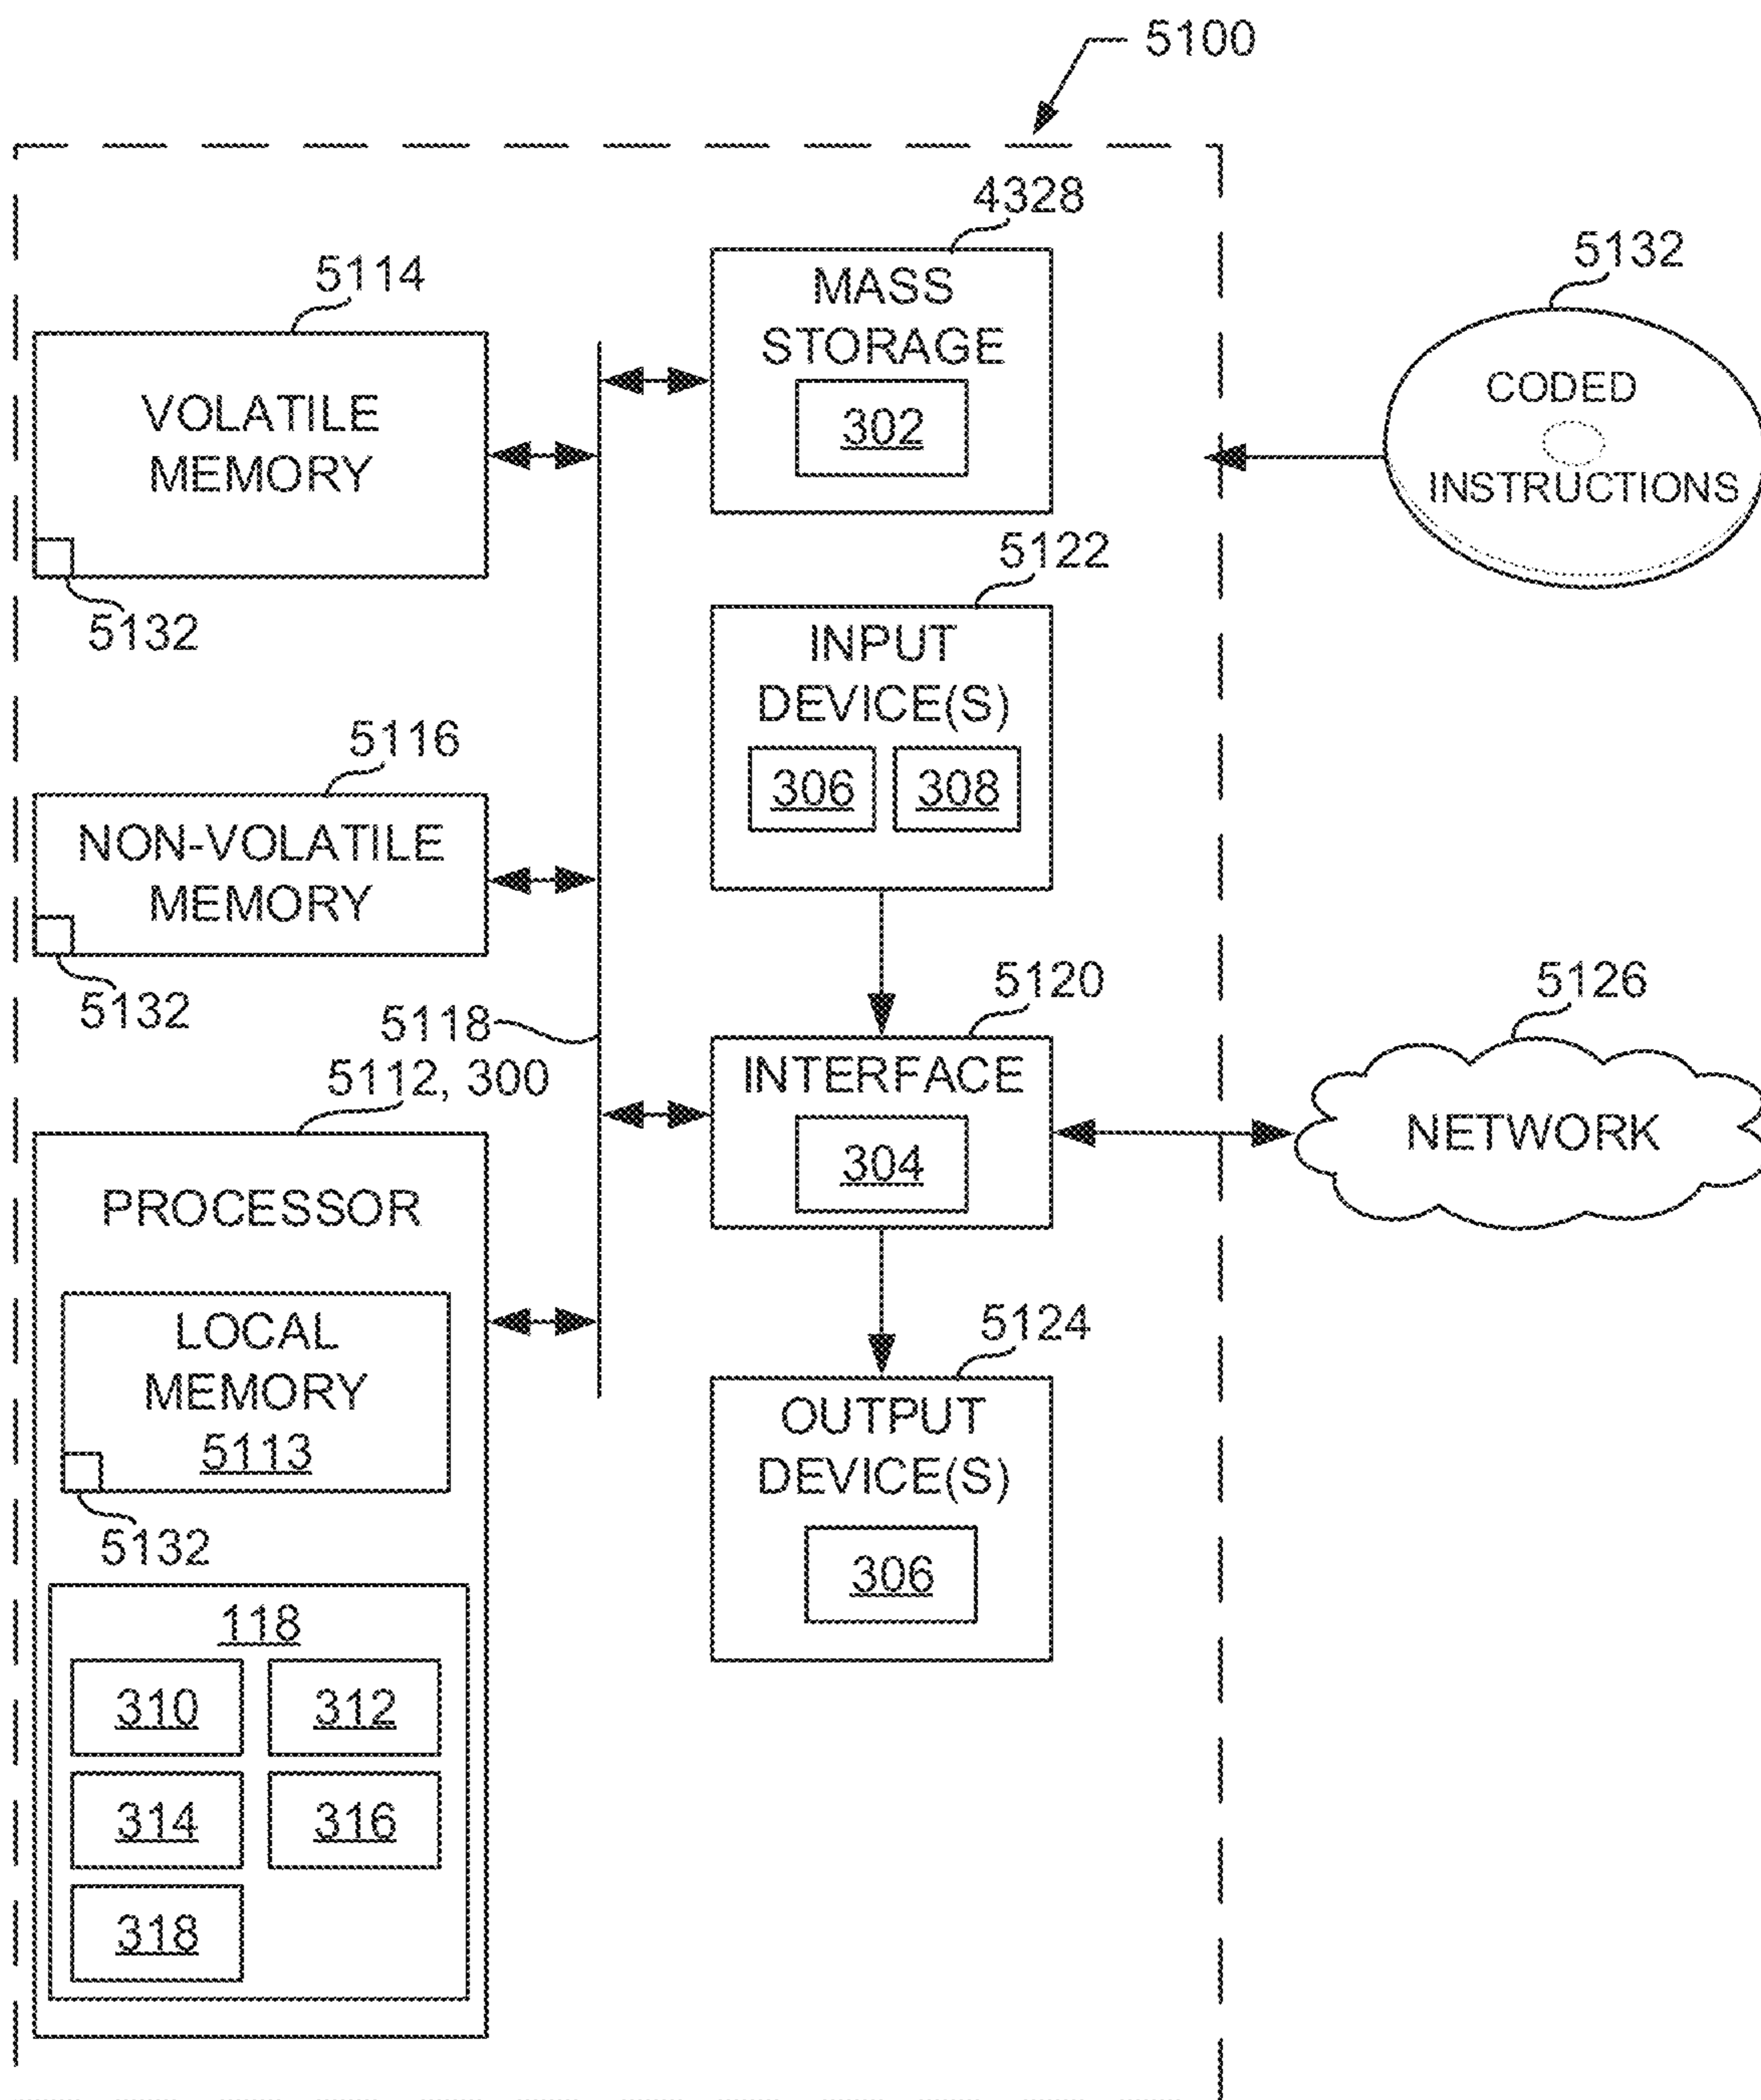 5100
4328
MASS
STORAGE
302
5114
VOLATILE
MEMORY
5132
5132
CODED
INSTRUCTIONS
5122
INPUT
DEVICE(S)
306 308
5116
NON-VOLATILE
MEMORY
5132
5118
5120
INTERFACE
304
5126
NETWORK
5112, 300
PROCESSOR
LOCAL
MEMORY
5113
5132
118
310 312
314 316
318
5124
OUTPUT
DEVICE(S)
306